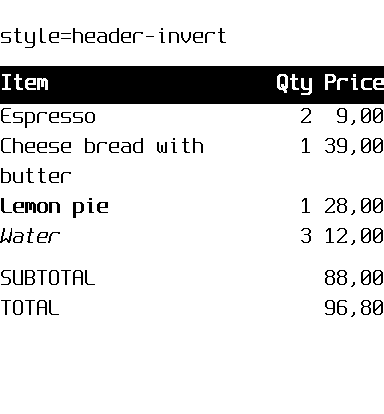 style=header-invert
Item Qty Price
Espresso 2 9,00
Cheese bread with 1 39,00
butter
Lemon pie 1 28,00
Water 3 12,00
SUBTOTAL 88,00
TOTAL 96,80